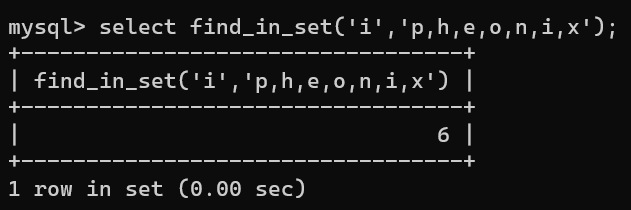 mysql> select find_in_set('i','p,h,e,o,n,i,x');
+----------------------------------+
| find_in_set('i','p,h,e,o,n,i,x') |
+----------------------------------+
|                                6 |
+----------------------------------+
1 row in set (0.00 sec)